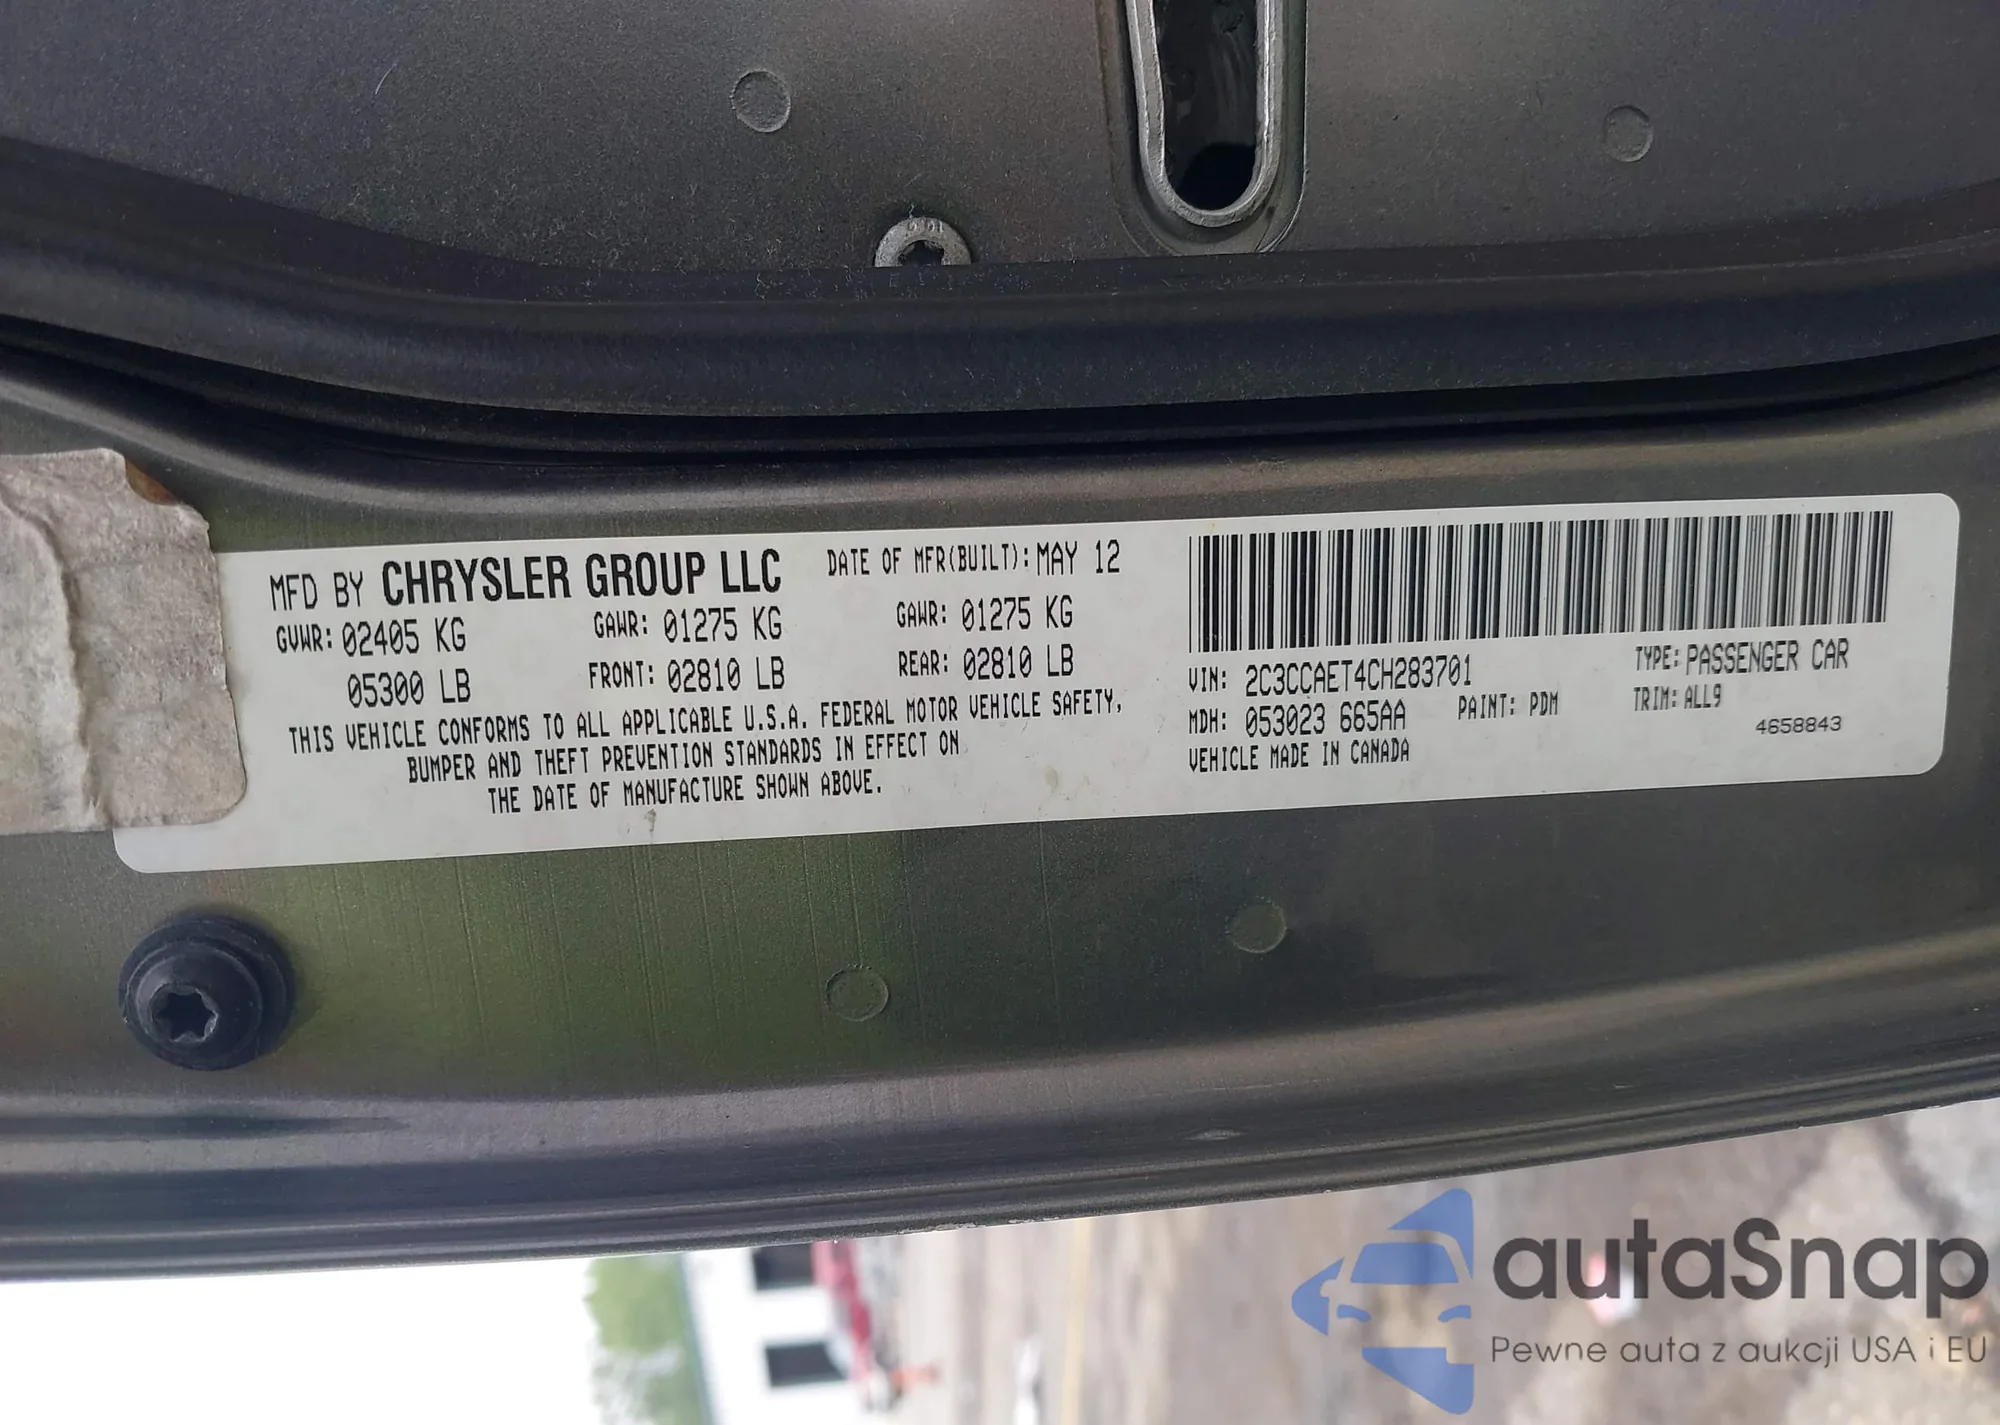 MFD BY CHRYSLER GROUP LLC DATE OF MFR(BUILT): MAY 12
GVWR: 02405 KG GAWR: 01275 KG GAWR: 01275 KG
05300 LB FRONT: 02810 LB REAR: 02810 LB
THIS VEHICLE CONFORMS TO ALL APPLICABLE U.S.A. FEDERAL MOTOR VEHICLE SAFETY,
BUMPER AND THEFT PREVENTION STANDARDS IN EFFECT ON
THE DATE OF MANUFACTURE SHOWN ABOVE.
VIN: 2C3CCAET4CH283701 TYPE: PASSENGER CAR
MDH: 053023 665AA PAINT: PDM TRIM: ALL9
VEHICLE MADE IN CANADA 4658843
autaSnap
Pewne auta z aukcji USA i EU